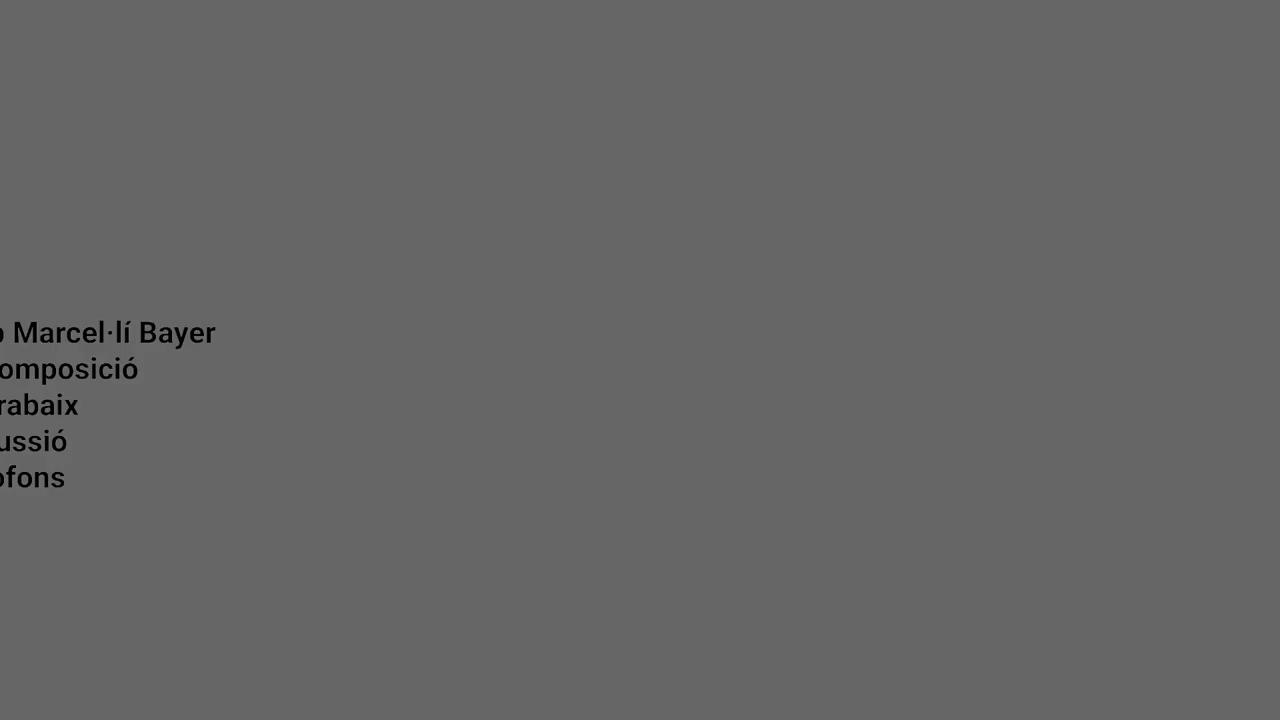 Marcel·lí Bayer
omposició
rabaix
ussió
ofons